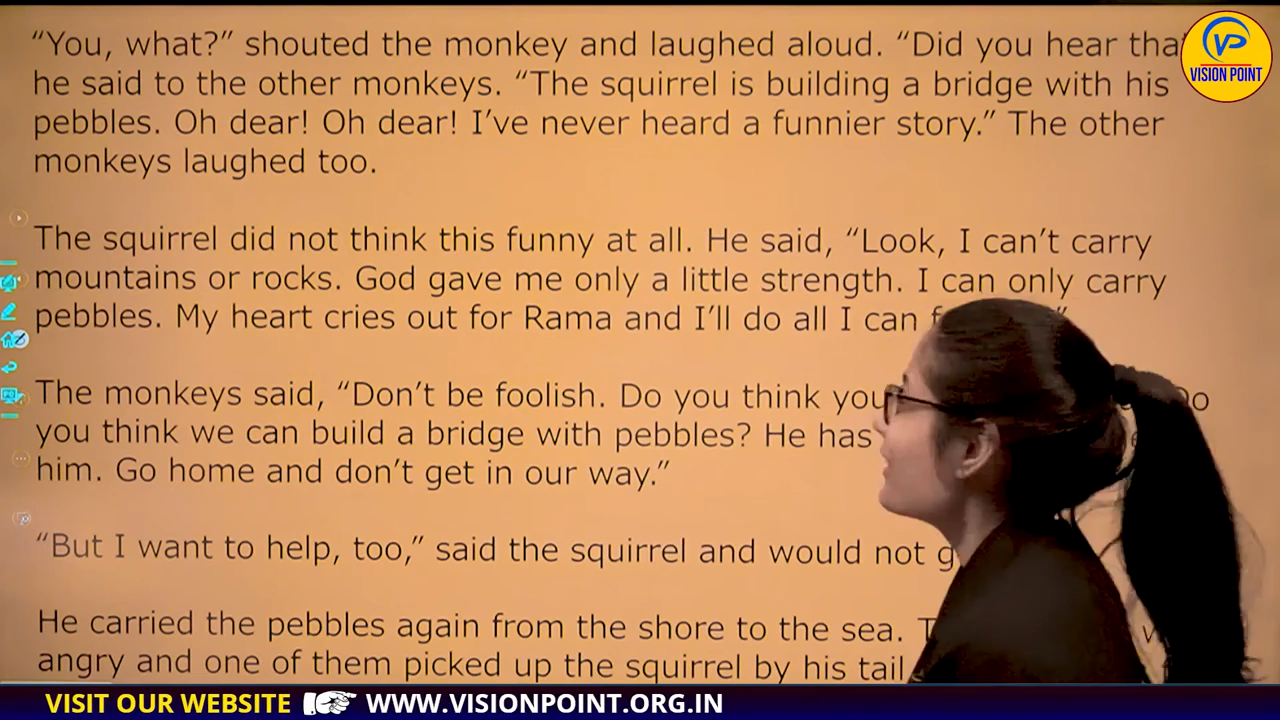 “You, what?” shouted the monkey and laughed aloud. “Did you hear
he said to the other monkeys. “The squirrel is building a bridge with his
pebbles. Oh dear! Oh dear! I’ve never heard a funnier story.” The other
monkeys laughed too.
The squirrel did not think this funny at all. He said, “Look, I can’t carry
mountains or rocks. God gave me only a little strength. I can only carry
pebbles. My heart cries out for Rama and I’ll do all I can
The monkeys said, “Don’t be foolish. Do you think you
you think we can build a bridge with pebbles? He has
him. Go home and don’t get in our way.”
“But I want to help, too,” said the squirrel and would not
He carried the pebbles again from the shore to the sea.
angry and one of them picked up the squirrel by his tail
VP
VISION POINT
VISIT OUR WEBSITE WWW.VISIONPOINT.ORG.IN